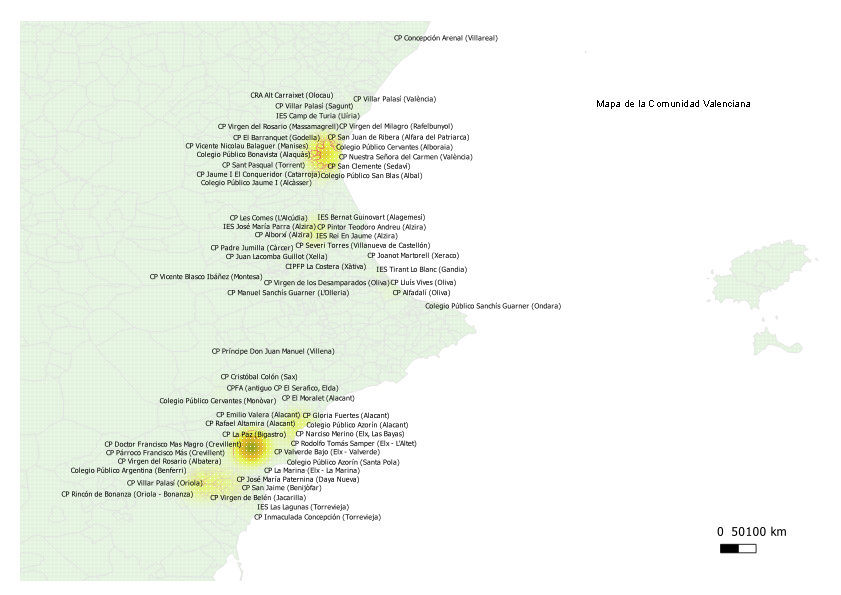 CP Concepción Arenal (Villareal)
CRA Alt Carraixet (Olocau)
CP Villar Palasí (València)
Mapa de la Comunidad Valenciana
CP Villar Palasí (Sagunt)
IES Camp de Turia (Llíria)
CP Virgen del Rosario (Massamagrell)
CP Virgen del Milagro (Rafelbunyol)
CP El Barranquet (Godella)
CP San Juan de Ribera (Alfara del Patriarca)
CP Vicente Nicolau Balaguer (Manises)
Colegio Público Cervantes (Alboraia)
Colegio Público Bonavista (Alaquàs)
CP Nuestra Señora del Carmen (València)
CP Sant Pasqual (Torrent)
CP San Clemente (Sedaví)
CP Jaume I El Conqueridor (Catarroja)
Colegio Público San Blas (Albal)
Colegio Público Jaume I (Alcàsser)
CP Les Comes (L'Alcúdia)
IES Bernat Guinovart (Alagemesí)
IES José María Parra (Alzira)
CP Pintor Teodoro Andreu (Alzira)
CP Alborxí (Alzira)
IES Rei En Jaume (Alzira)
CP Padre Jumilla (Càrcer)
CP Severi Torres (Villanueva de Castellón)
CP Juan Lacomba Guillot (Xella)
CP Joanot Martorell (Xeraco)
CIPFP La Costera (Xàtiva)
IES Tirant Lo Blanc (Gandia)
CP Vicente Blasco Ibáñez (Montesa)
CP Virgen de los Desamparados (Oliva)
CP Lluís Vives (Oliva)
CP Manuel Sanchís Guarner (L'Olleria)
CP Alfadalí (Oliva)
Colegio Público Sanchís Guarner (Ondara)
CP Príncipe Don Juan Manuel (Villena)
CP Cristóbal Colón (Sax)
CPFA (antiguo CP El Serafico, Elda)
Colegio Público Cervantes (Monòvar)
CP El Moralet (Alacant)
CP Emilio Valera (Alacant)
CP Gloria Fuertes (Alacant)
CP Rafael Altamira (Alacant)
Colegio Público Azorín (Alacant)
CP La Paz (Bigastro)
CP Narciso Merino (Elx, Las Bayas)
CP Doctor Francisco Mas Magro (Crevillent)
CP Rodolfo Tomás Samper (Elx - L'Altet)
CP Párroco Francisco Más (Crevillent)
CP Valverde Bajo (Elx - Valverde)
CP Virgen del Rosario (Albatera)
Colegio Público Azorín (Santa Pola)
Colegio Público Argentina (Benferri)
CP La Marina (Elx - La Marina)
CP Villar Palasí (Oriola)
CP José María Paternina (Daya Nueva)
CP San Jaime (Benijófar)
CP Rincón de Bonanza (Oriola - Bonanza)
CP Virgen de Belén (Jacarilla)
IES Las Lagunas (Torrevieja)
CP Inmaculada Concepción (Torrevieja)
0 50100 km